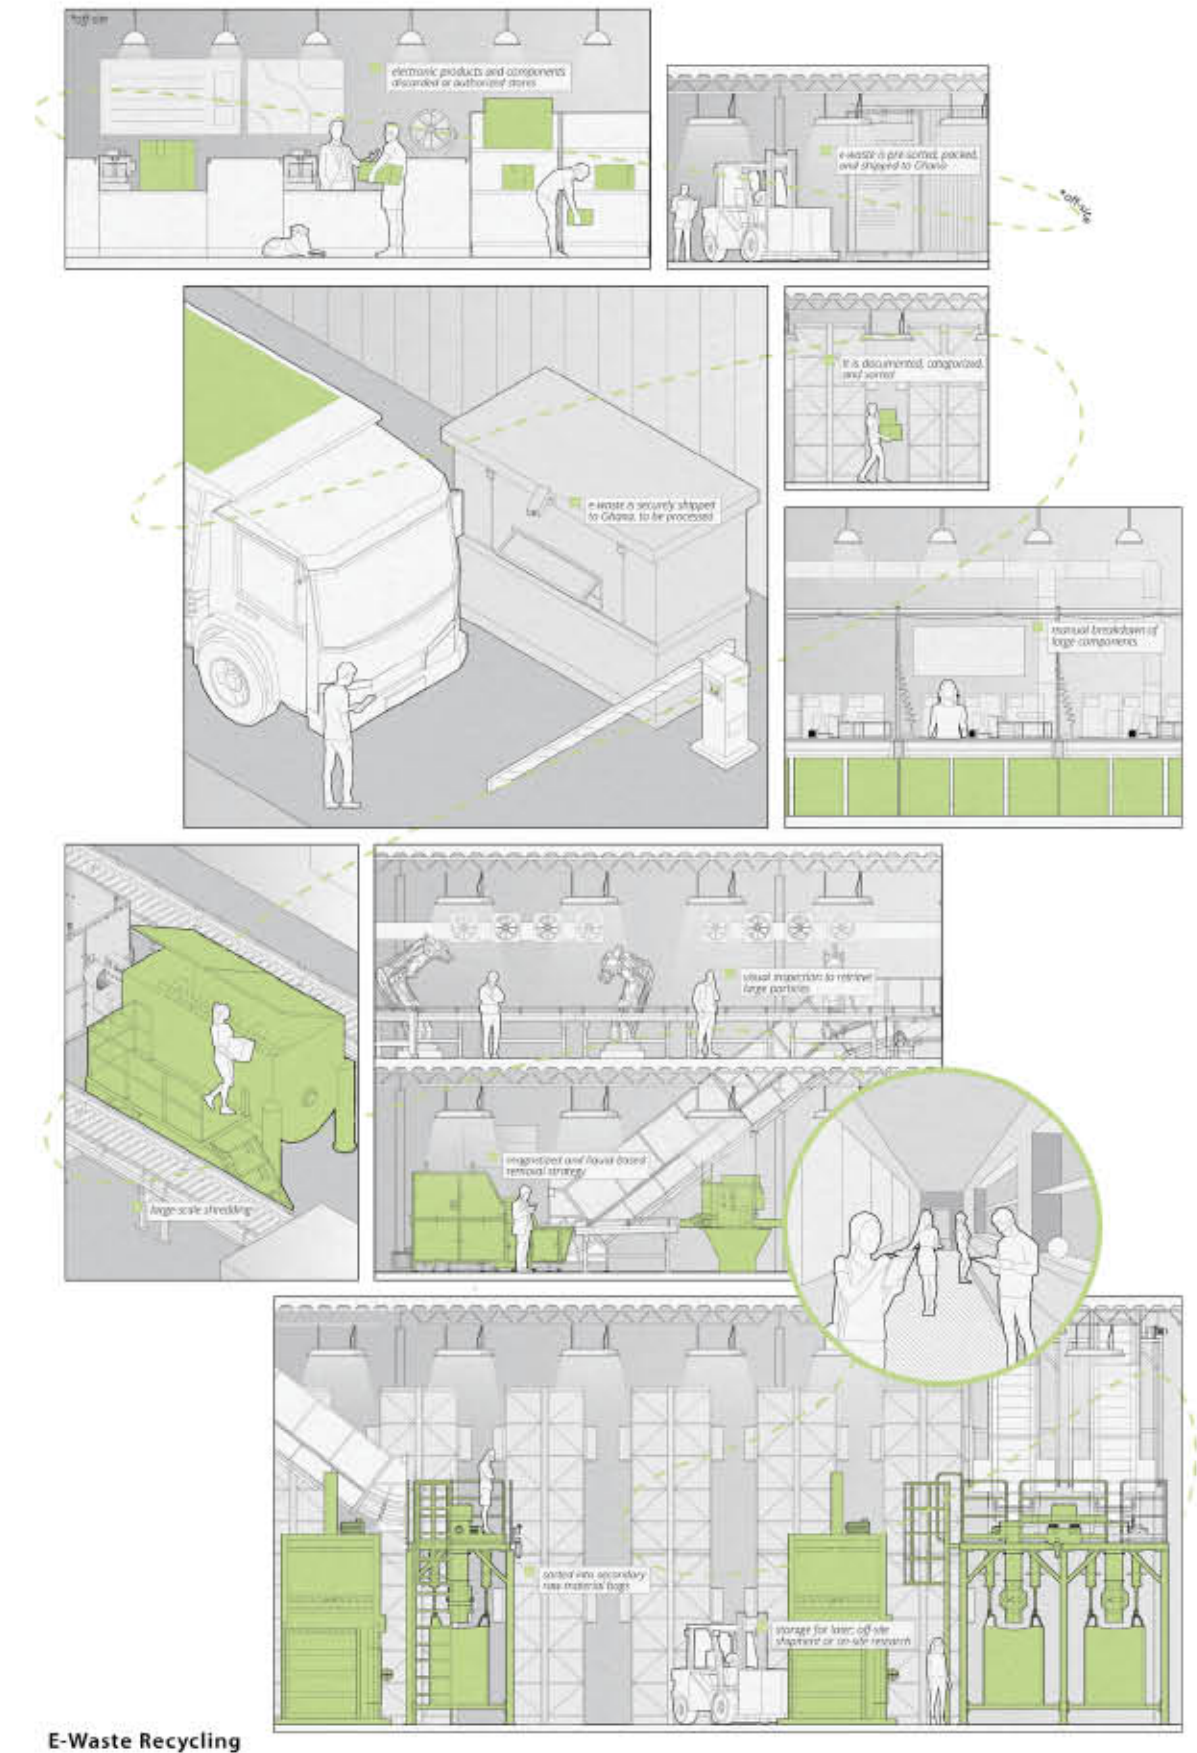 *off-site
electronic products and components
discarded at authorized stores
e-waste is pre-sorted, packed,
and shipped to Ghana
*off-site
it is documented, categorized,
and sorted
e-waste is securely shipped
to Ghana, to be processed
manual breakdown of
large components
visual inspection to retrieve
large particles
magnetized and liquid based
removal strategy
large-scale shredding
sorted into secondary
raw material bags
storage for later, off-site
shipment or on-site research
E-Waste Recycling